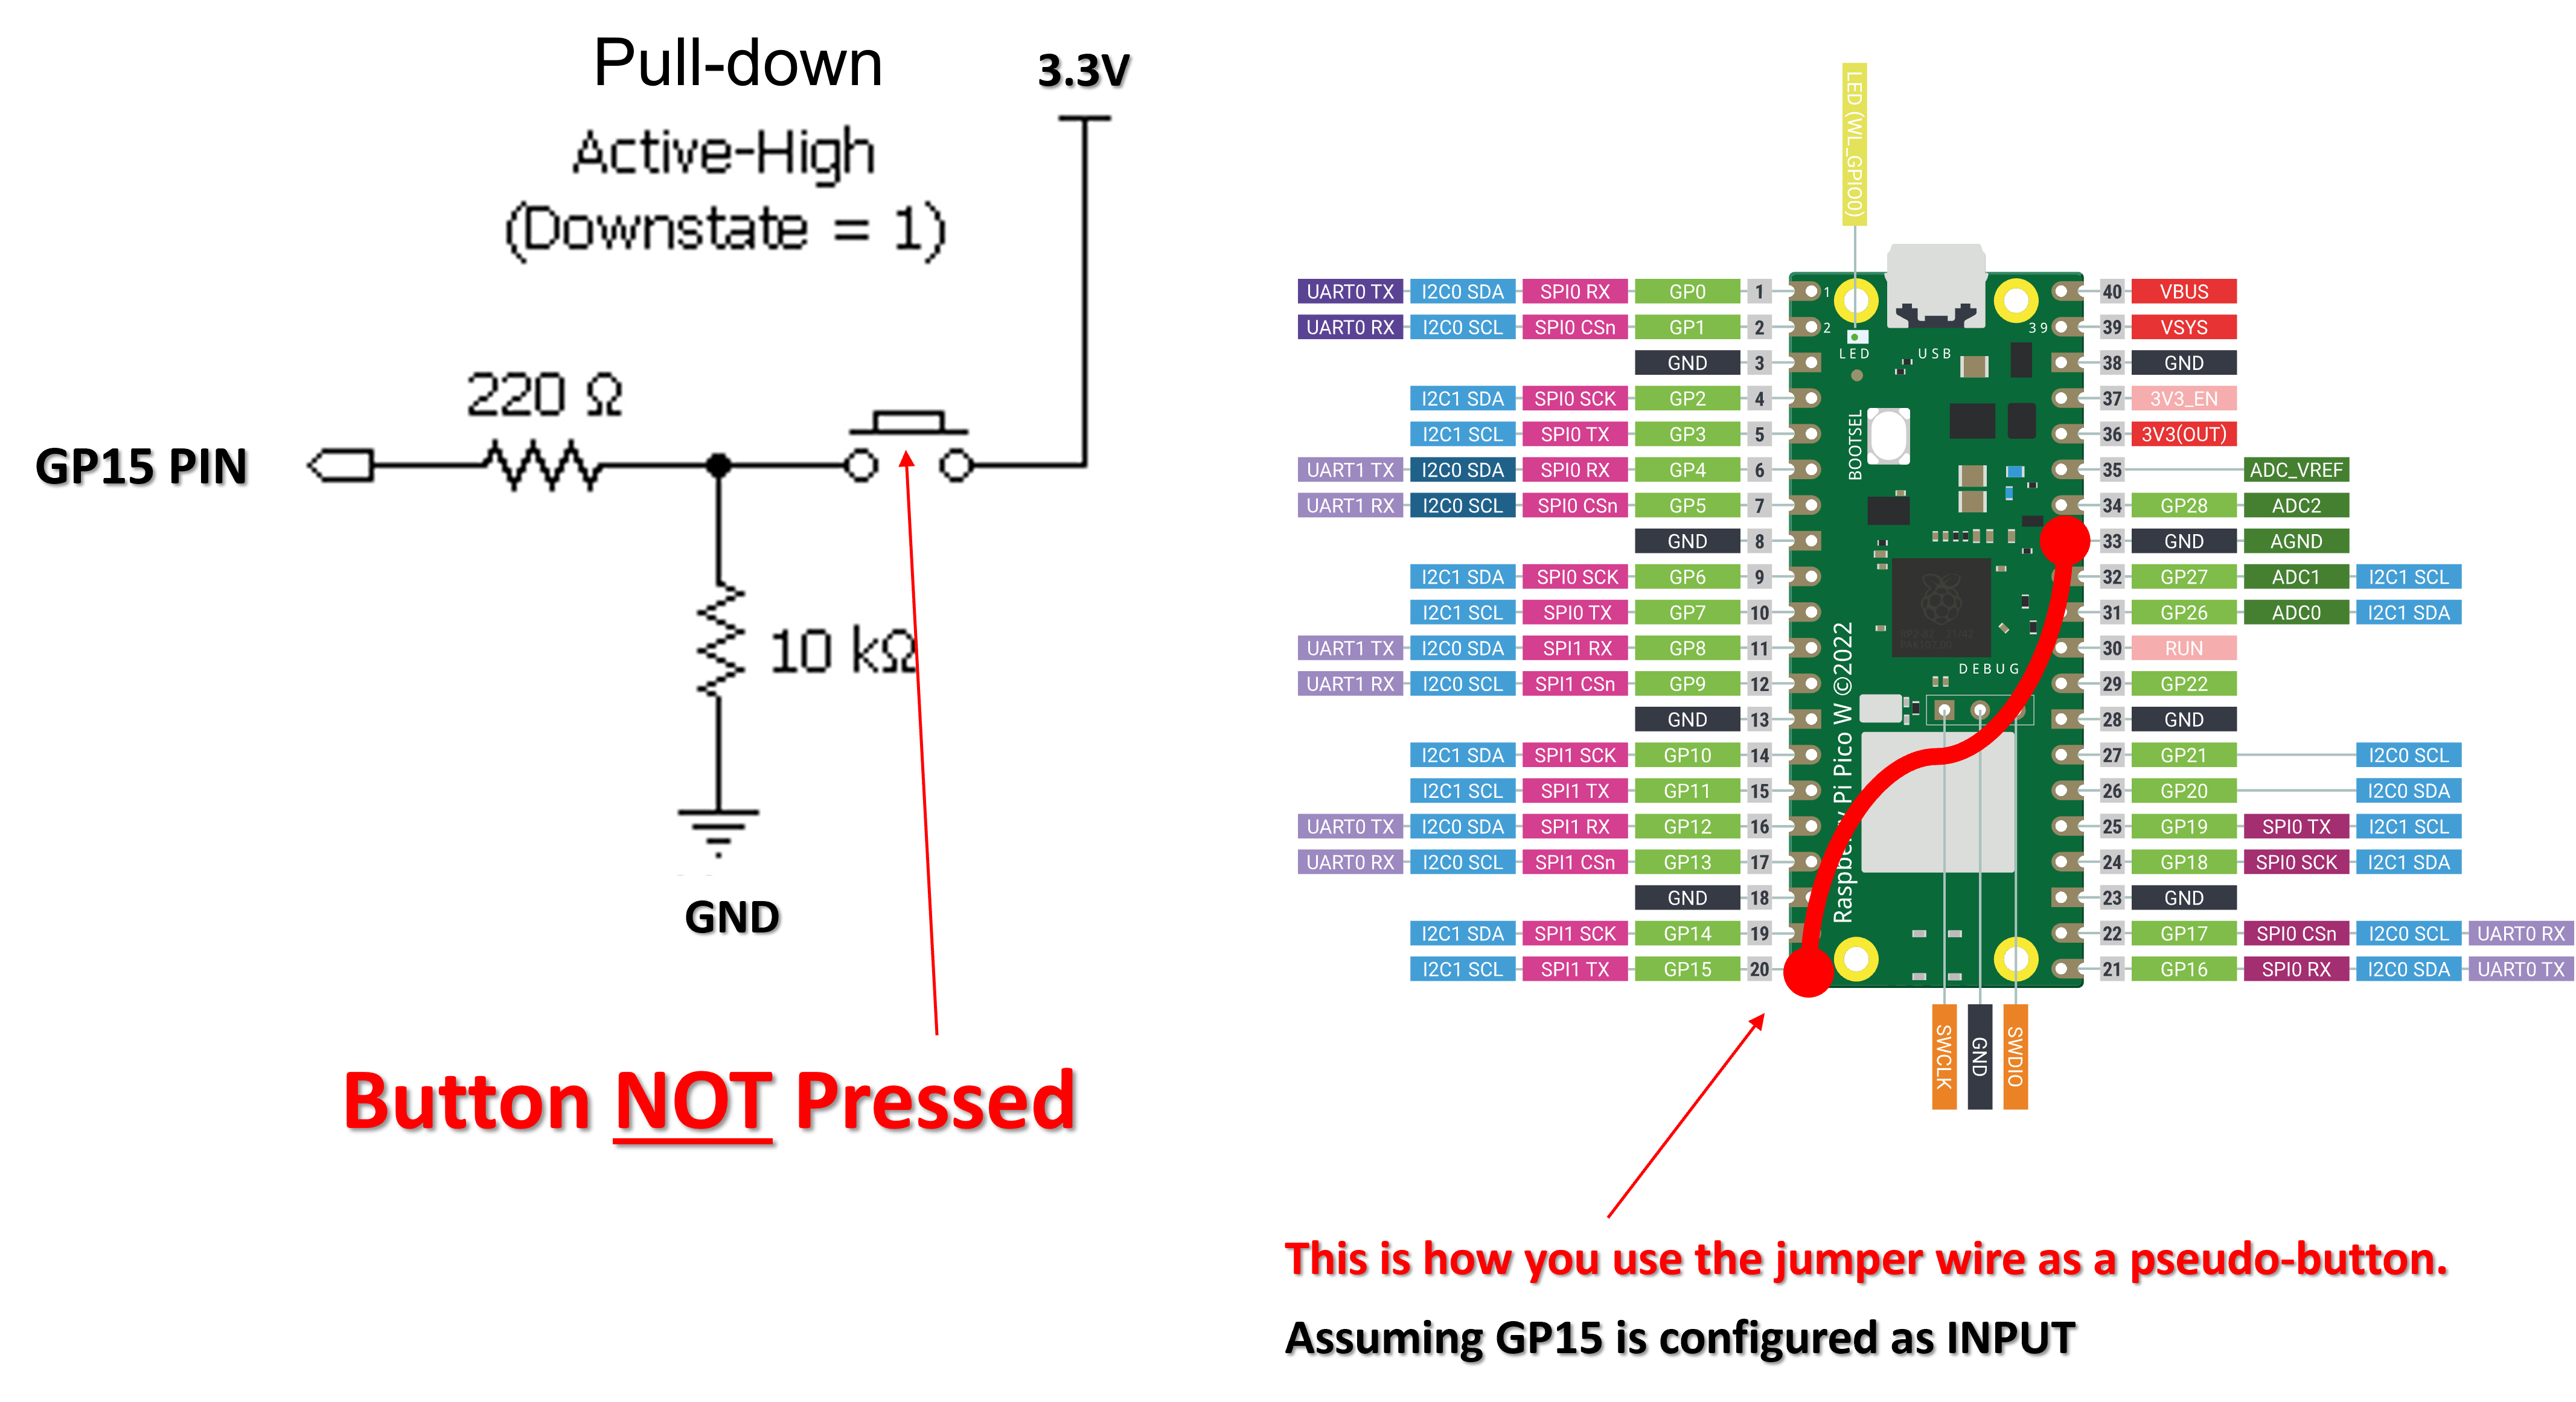 Pull-down
3.3V
Active-High
(Downstate = 1)
220 Ω
GP15 PIN
10 kΩ
GND
Button NOT Pressed
LED (WL_GPIO0)
UART0 TX I2C0 SDA SPI0 RX GP0 1 1 40 VBUS
UART0 RX I2C0 SCL SPI0 CSn GP1 2 2 39 39 VSYS
LED USB
GND 3 38 GND
I2C1 SDA SPI0 SCK GP2 4 37 3V3_EN
I2C1 SCL SPI0 TX GP3 5 36 3V3(OUT)
BOOTSEL
UART1 TX I2C0 SDA SPI0 RX GP4 6 35 ADC_VREF
UART1 RX I2C0 SCL SPI0 CSn GP5 7 34 GP28 ADC2
GND 8 33 GND AGND
I2C1 SDA SPI0 SCK GP6 9 32 GP27 ADC1 I2C1 SCL
I2C1 SCL SPI0 TX GP7 10 31 GP26 ADC0 I2C1 SDA
UART1 TX I2C0 SDA SPI1 RX GP8 11 30 RUN
DEBUG
UART1 RX I2C0 SCL SPI1 CSn GP9 12 29 GP22
GND 13 28 GND
Raspberry Pi Pico W ©2022
I2C1 SDA SPI1 SCK GP10 14 27 GP21 I2C0 SCL
I2C1 SCL SPI1 TX GP11 15 26 GP20 I2C0 SDA
UART0 TX I2C0 SDA SPI1 RX GP12 16 25 GP19 SPI0 TX I2C1 SCL
UART0 RX I2C0 SCL SPI1 CSn GP13 17 24 GP18 SPI0 SCK I2C1 SDA
GND 18 23 GND
I2C1 SDA SPI1 SCK GP14 19 22 GP17 SPI0 CSn I2C0 SCL UART0 RX
I2C1 SCL SPI1 TX GP15 20 21 GP16 SPI0 RX I2C0 SDA UART0 TX
SWCLK
GND
SWDIO
This is how you use the jumper wire as a pseudo-button.
Assuming GP15 is configured as INPUT